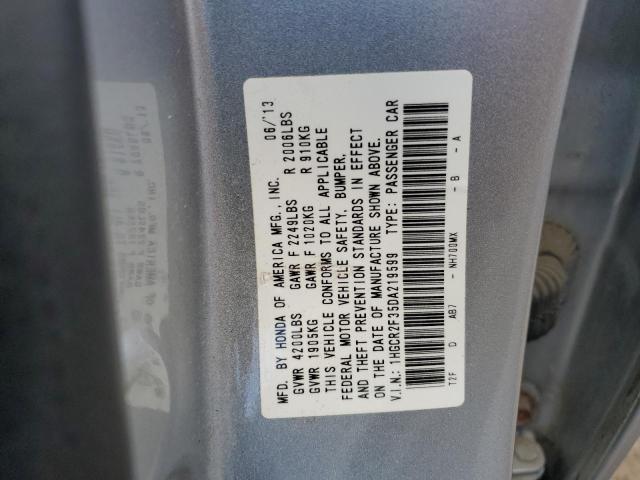 MFD. BY HONDA OF AMERICA MFG., INC. 06/'13
GVWR 4200LBS GAWR F 2249LBS R 2006LBS
GVWR 1905KG GAWR F 1020KG R 910KG
THIS VEHICLE CONFORMS TO ALL APPLICABLE
FEDERAL MOTOR VEHICLE SAFETY, BUMPER,
AND THEFT PREVENTION STANDARDS IN EFFECT
ON THE DATE OF MANUFACTURE SHOWN ABOVE.
V.I.N.: 1HGCR2F35DA219599 TYPE: PASSENGER CAR
T2F D AB7 - NH700MX - B - A